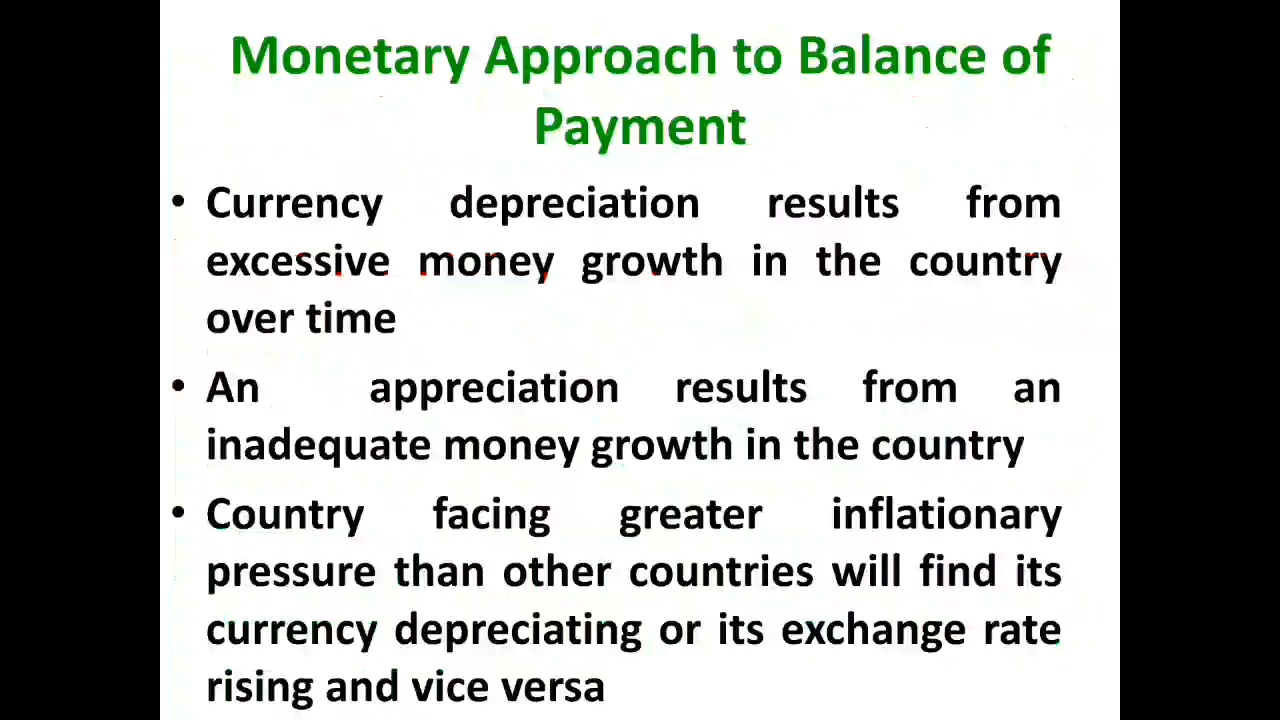 Monetary Approach to Balance of
Payment
• Currency depreciation results from
excessive money growth in the country
over time
• An appreciation results from an
inadequate money growth in the country
• Country facing greater inflationary
pressure than other countries will find its
currency depreciating or its exchange rate
rising and vice versa